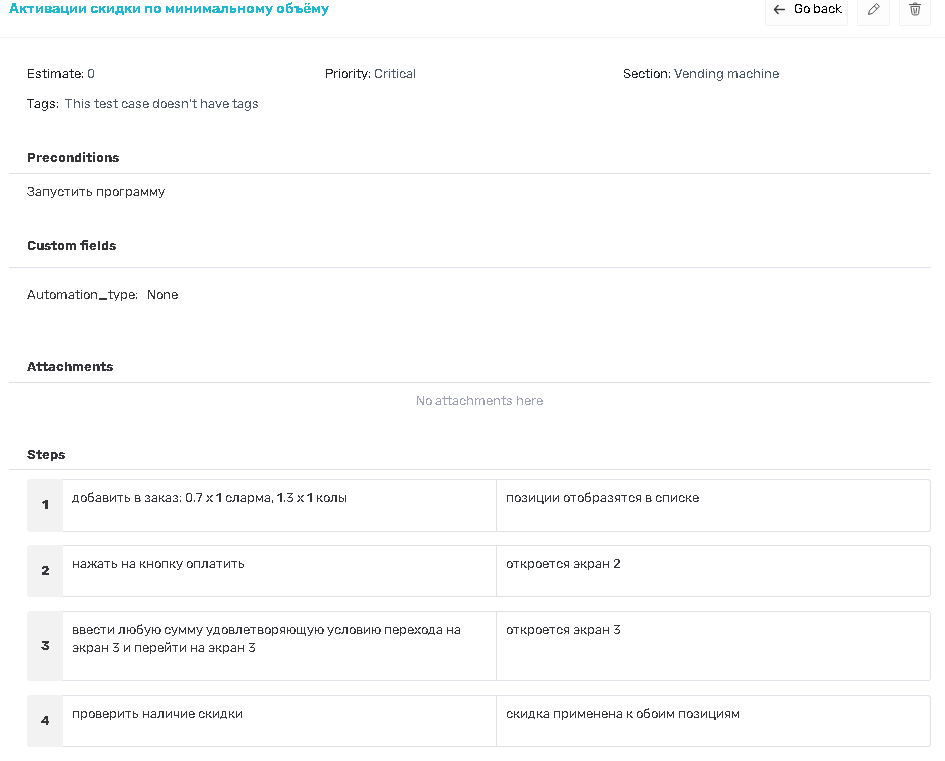 Активации скидки по минимальному объёму
Go back
Estimate: 0
Priority: Critical
Section: Vending machine
Tags: This test case doesn't have tags
Preconditions
Запустить программу
Custom fields
Automation_type: None
Attachments
No attachments here
Steps
1
добавить в заказ: 0.7 x 1 сларма, 1.3 x 1 колы
позиции отобразятся в списке
2
нажать на кнопку оплатить
откроется экран 2
3
ввести любую сумму удовлетворяющую условию перехода на
экран 3 и перейти на экран 3
откроется экран 3
4
проверить наличие скидки
скидка применена к обоим позициям